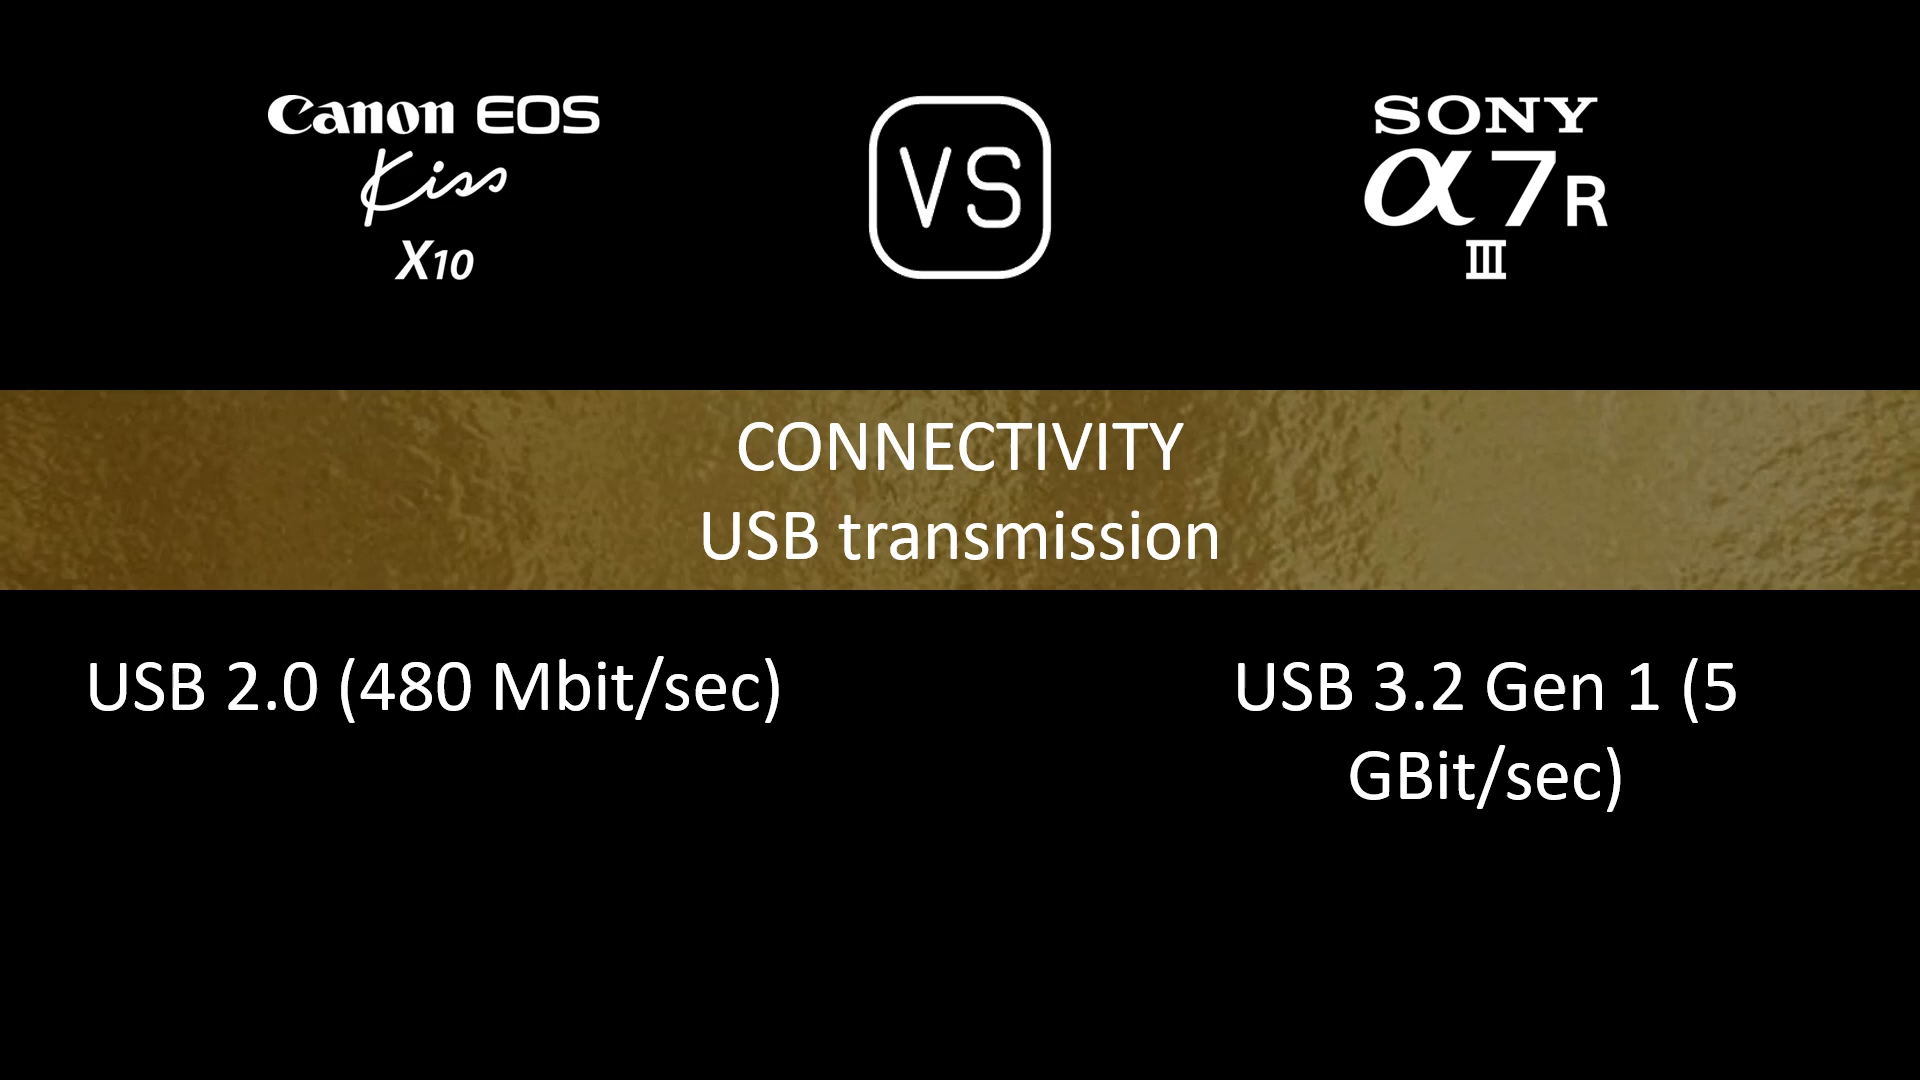 Canon EOS
Kiss
X10
VS
SONY
α7R
III
CONNECTIVITY
USB transmission
USB 2.0 (480 Mbit/sec)
USB 3.2 Gen 1 (5
GBit/sec)